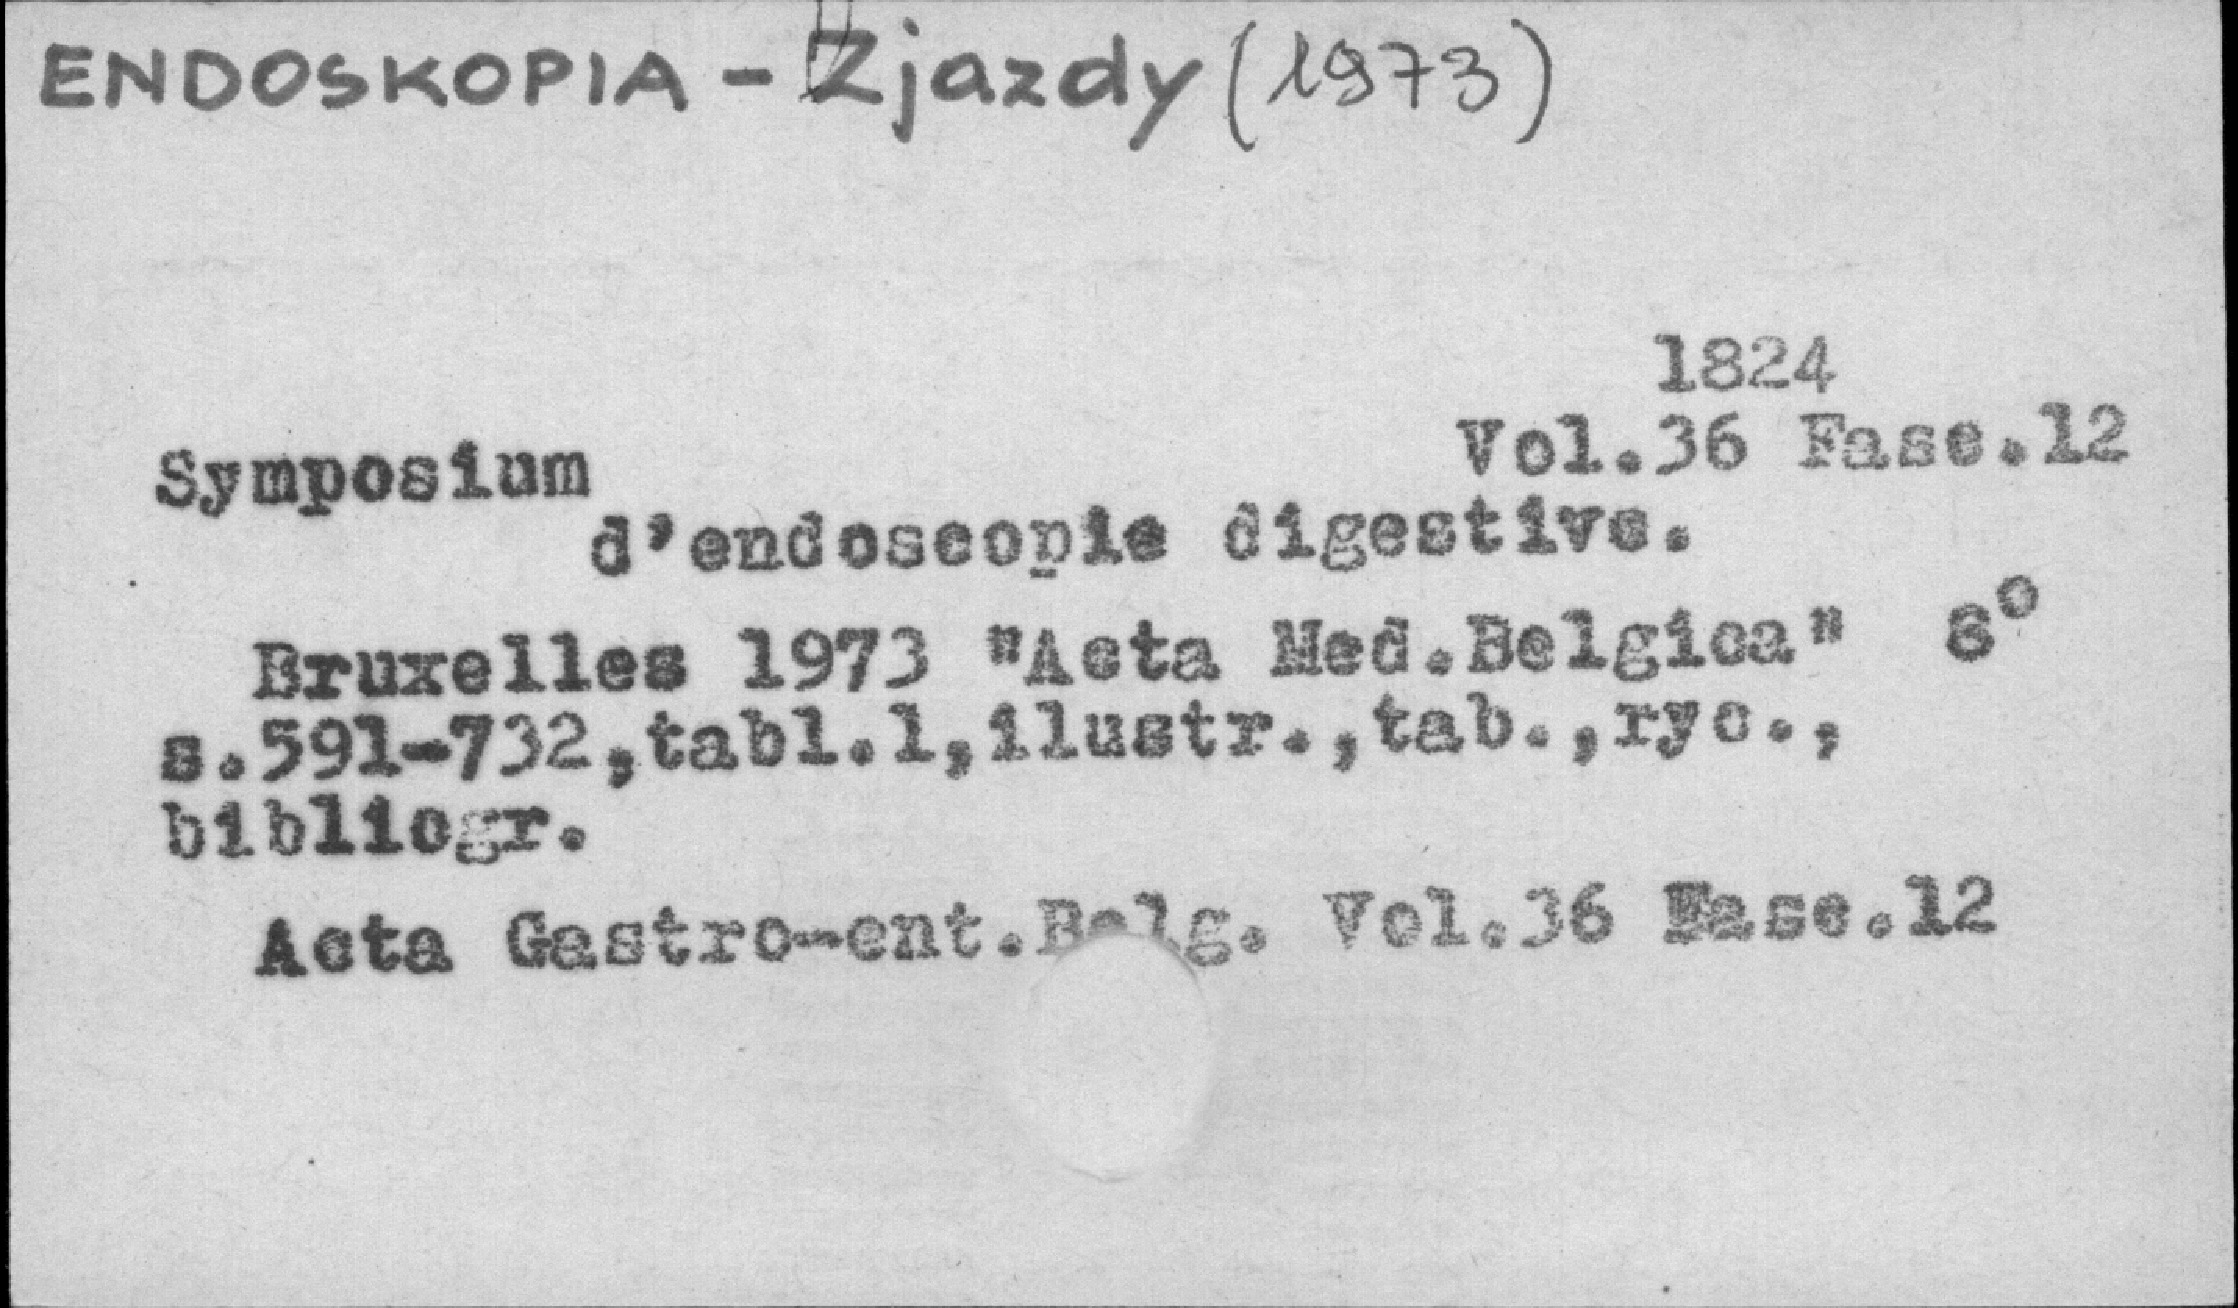 ENDOSKOPIA - Zjazdy (1973)
1824
Vol.36 Fasc.12
Symposium
d'endoscopie digestive.
Bruxelles 1973 "Acta Med.Belgica" 8°
s.591-732,tabl.1,ilustr.,tab.,ryc.,
bibliogr.
Acta Gastro-ent.Belg. Vol.36 Fasc.12